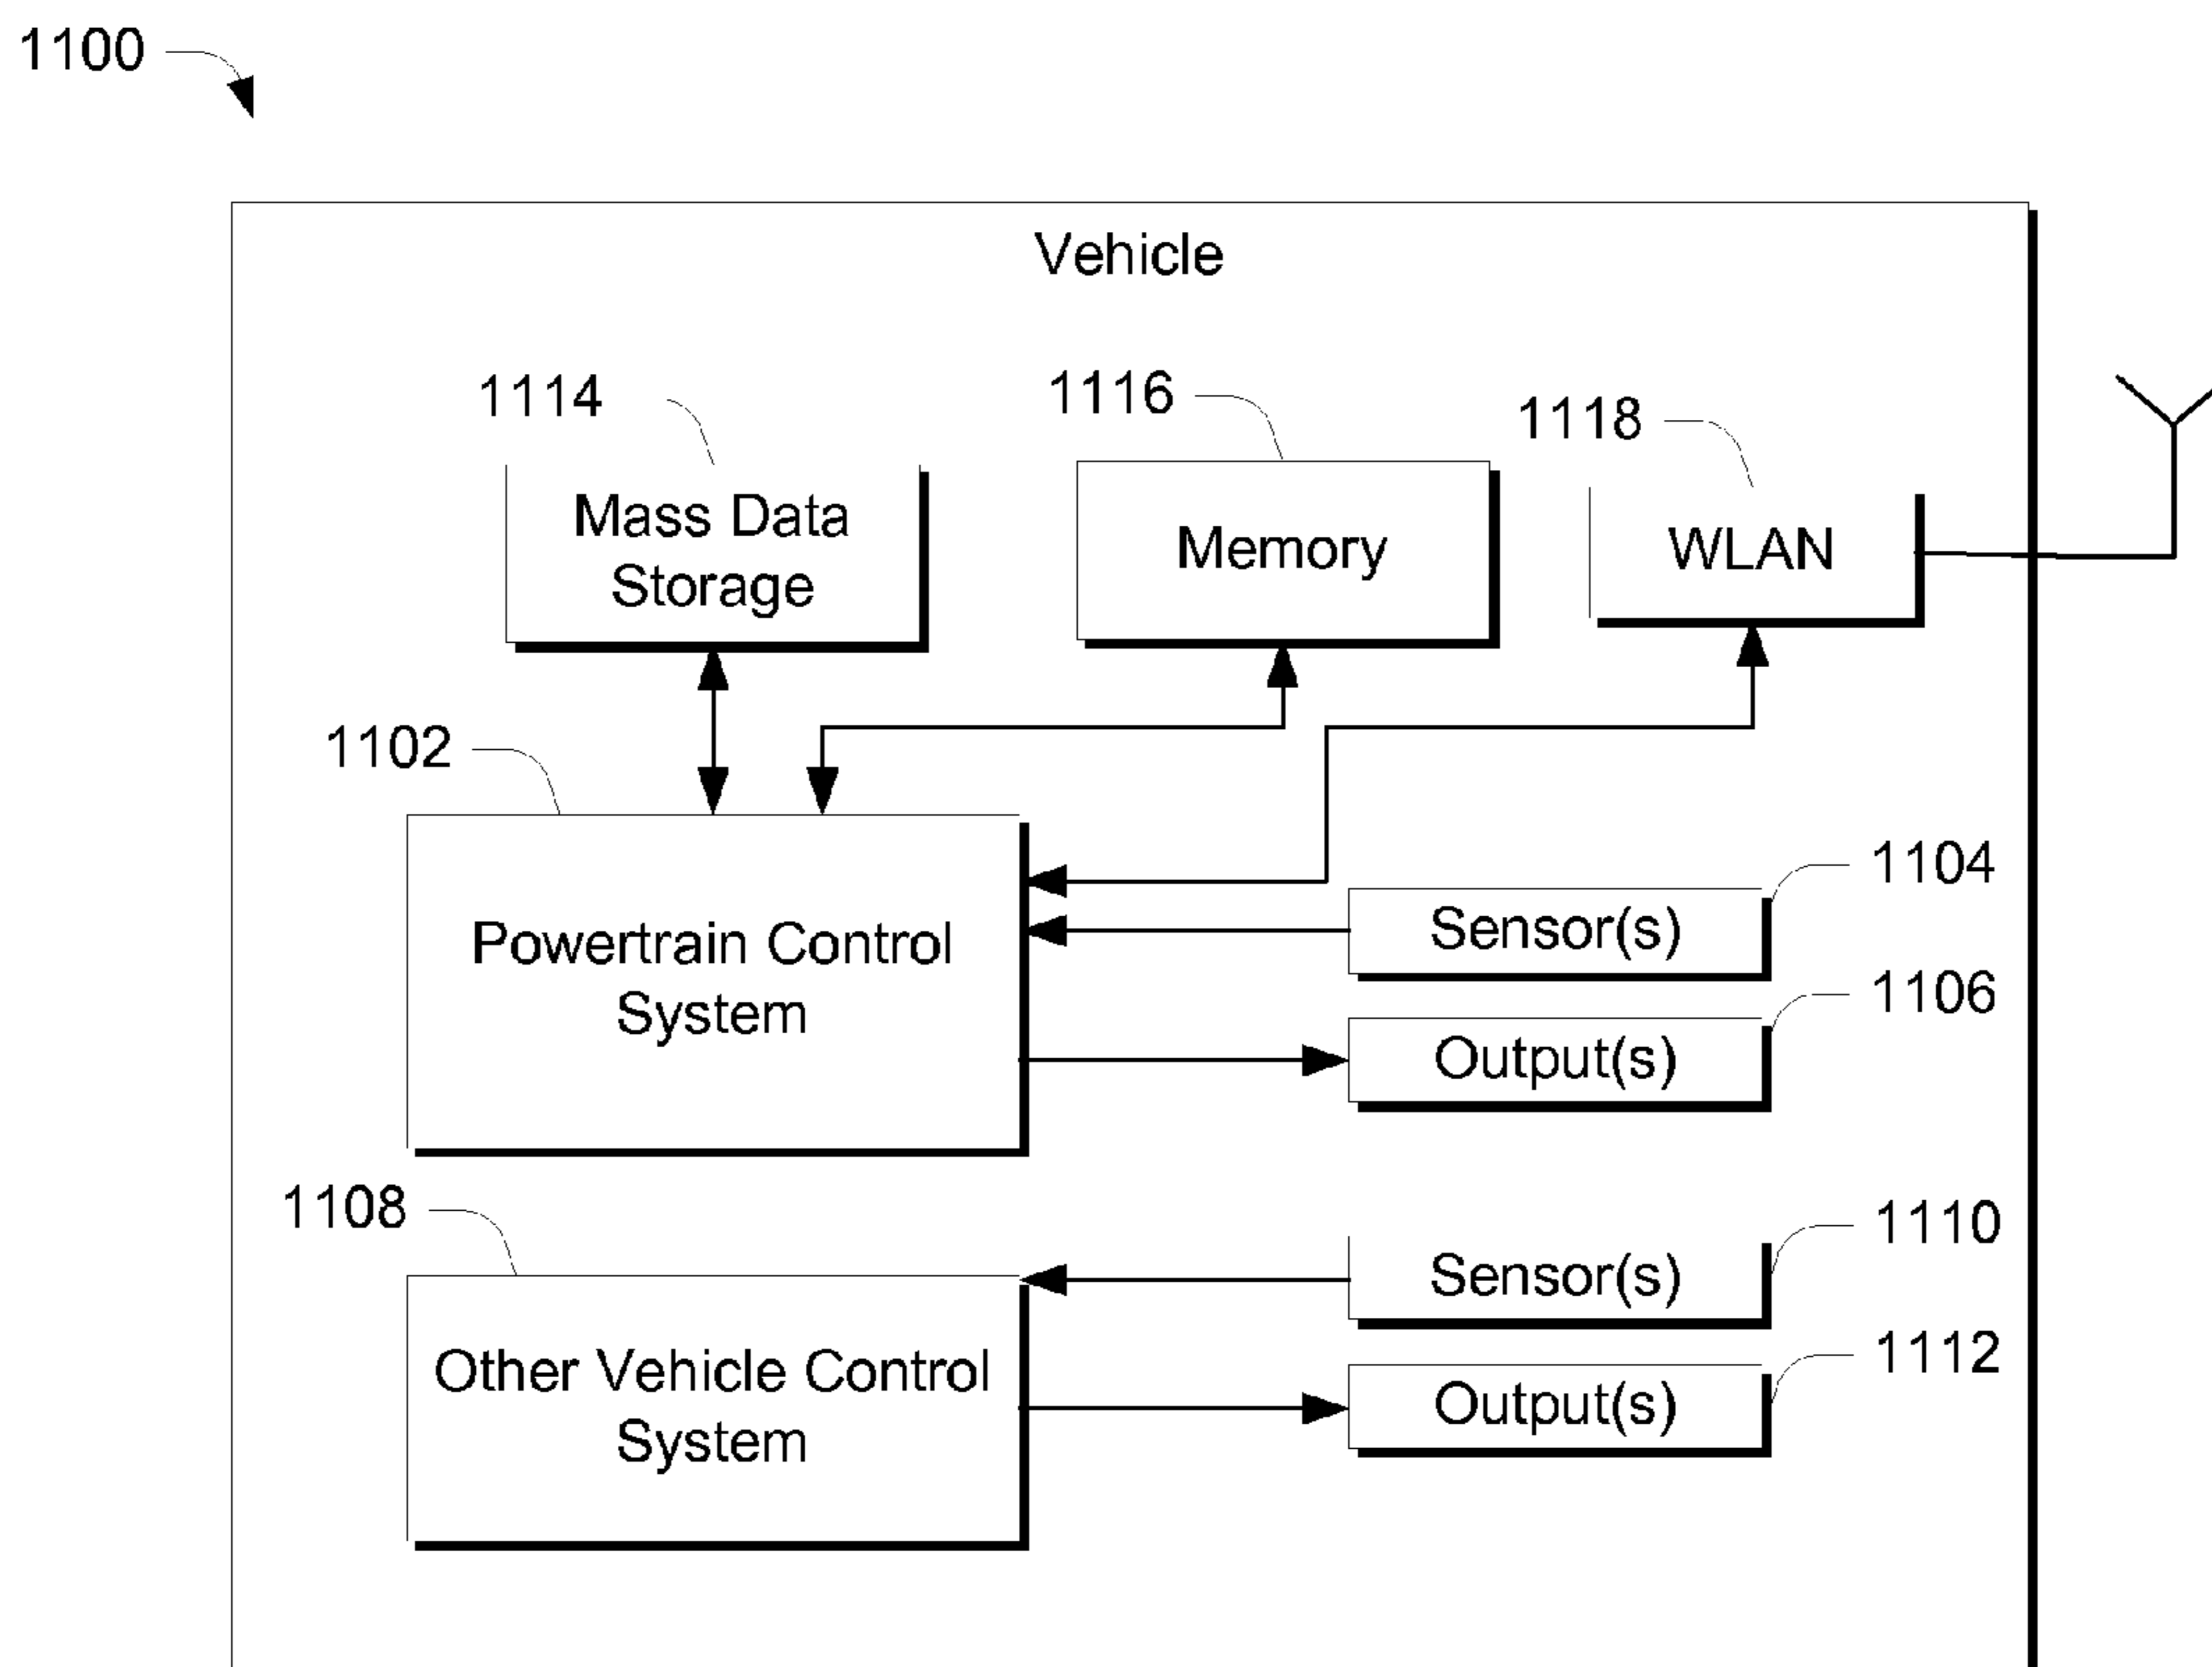 1100
Vehicle
1114
1116
1118
Mass Data
Storage
Memory
WLAN
1102
1104
Powertrain Control
System
Sensor(s)
1106
Output(s)
1108
1110
Sensor(s)
Other Vehicle Control
System
1112
Output(s)